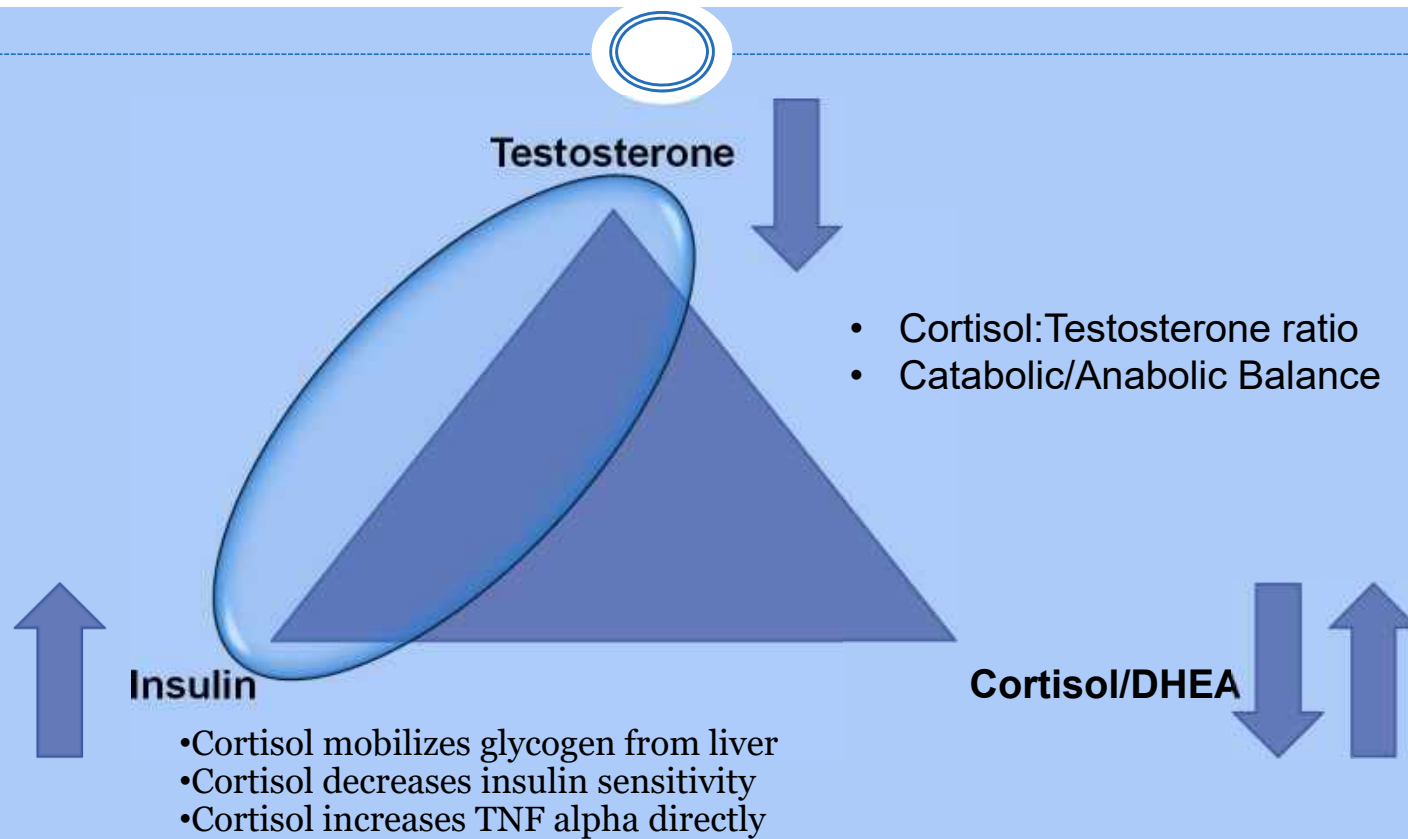 Testosterone
• Cortisol:Testosterone ratio
• Catabolic/Anabolic Balance
Insulin
Cortisol/DHEA
•Cortisol mobilizes glycogen from liver
•Cortisol decreases insulin sensitivity
•Cortisol increases TNF alpha directly